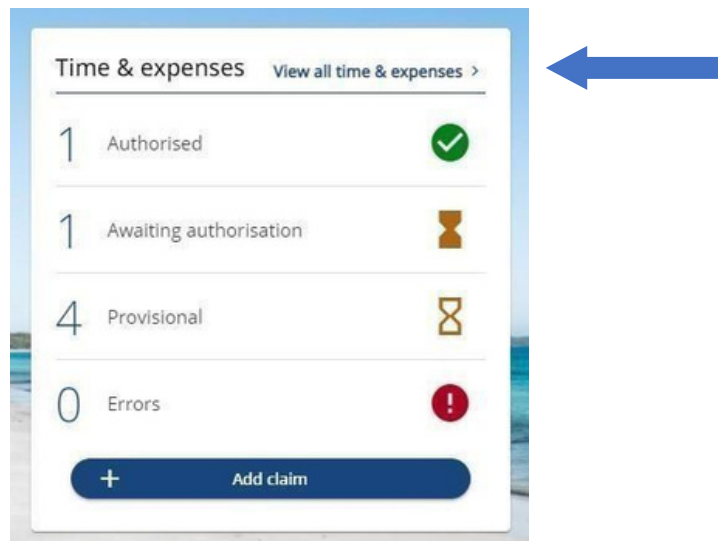 Time & expenses View all time & expenses >
1 Authorised
1 Awaiting authorisation
4 Provisional
0 Errors
+ Add claim